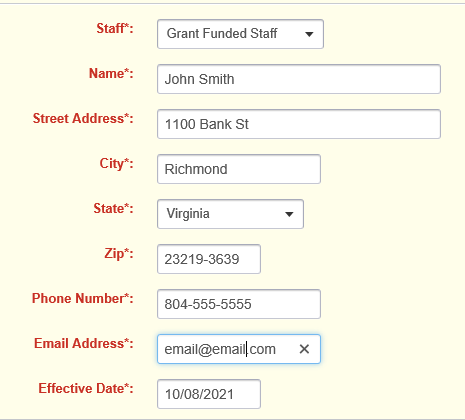 Staff*: Grant Funded Staff
Name*: John Smith
Street Address*: 1100 Bank St
City*: Richmond
State*: Virginia
Zip*: 23219-3639
Phone Number*: 804-555-5555
Email Address*: email@email.com
Effective Date*: 10/08/2021